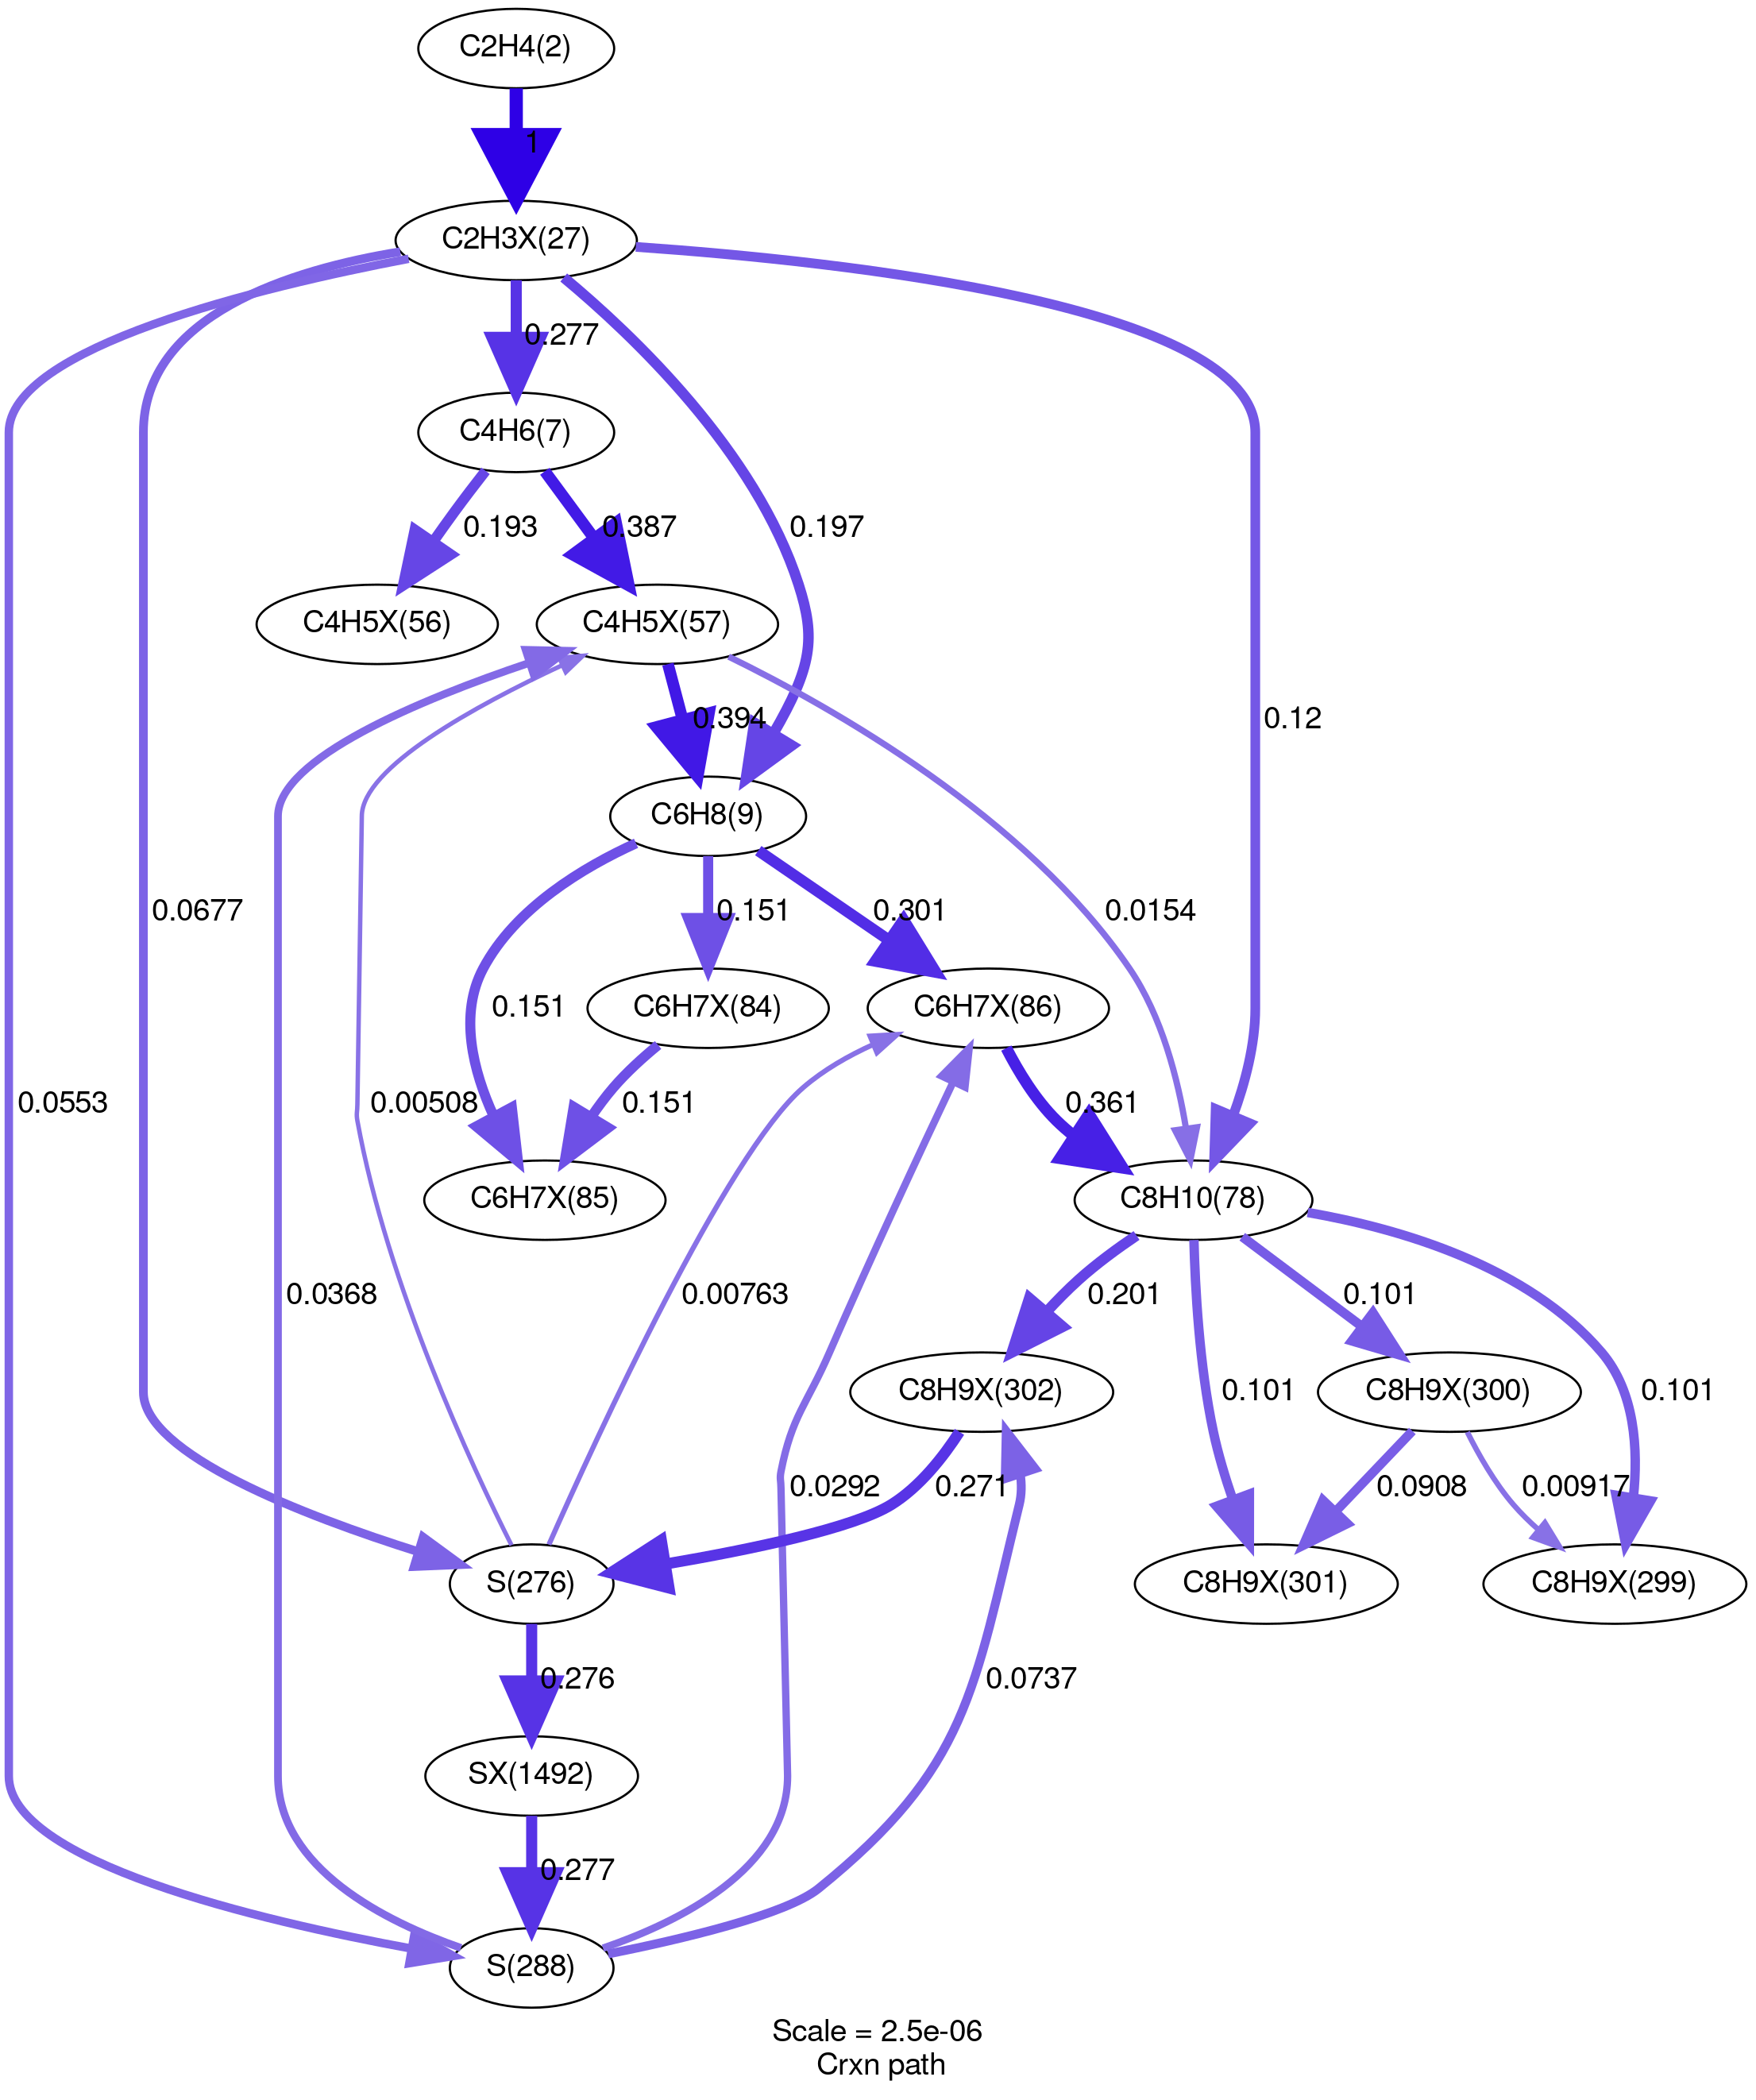 C2H4(2)
1
C2H3X(27)
0.277
C4H6(7)
0.193
0.387
0.197
C4H5X(56)
C4H5X(57)
0.394
0.12
C6H8(9)
0.0677
0.151
0.301
0.0154
0.151
C6H7X(84)
C6H7X(86)
0.0553
0.00508
0.151
0.361
C6H7X(85)
C8H10(78)
0.0368
0.00763
0.201
0.101
0.101
0.101
C8H9X(302)
C8H9X(300)
0.0292
0.271
0.0908
0.00917
S(276)
C8H9X(301)
C8H9X(299)
0.276
0.0737
SX(1492)
0.277
S(288)
Scale = 2.5e-06
Crxn path